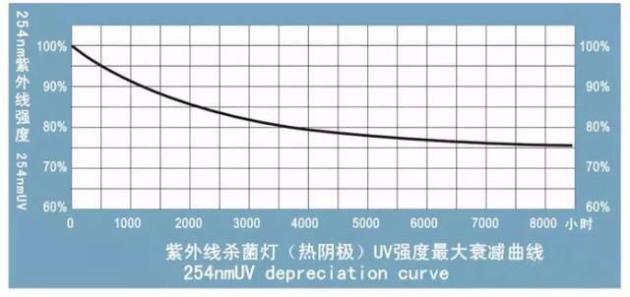 254nm紫外线强度 254nmUV
100% 100%
90% 90%
80% 80%
70% 70%
60% 60%
0 1000 2000 3000 4000 5000 6000 7000 8000 小时
紫外线杀菌灯（热阴极）UV强度最大衰减曲线
254nmUV depreciation curve